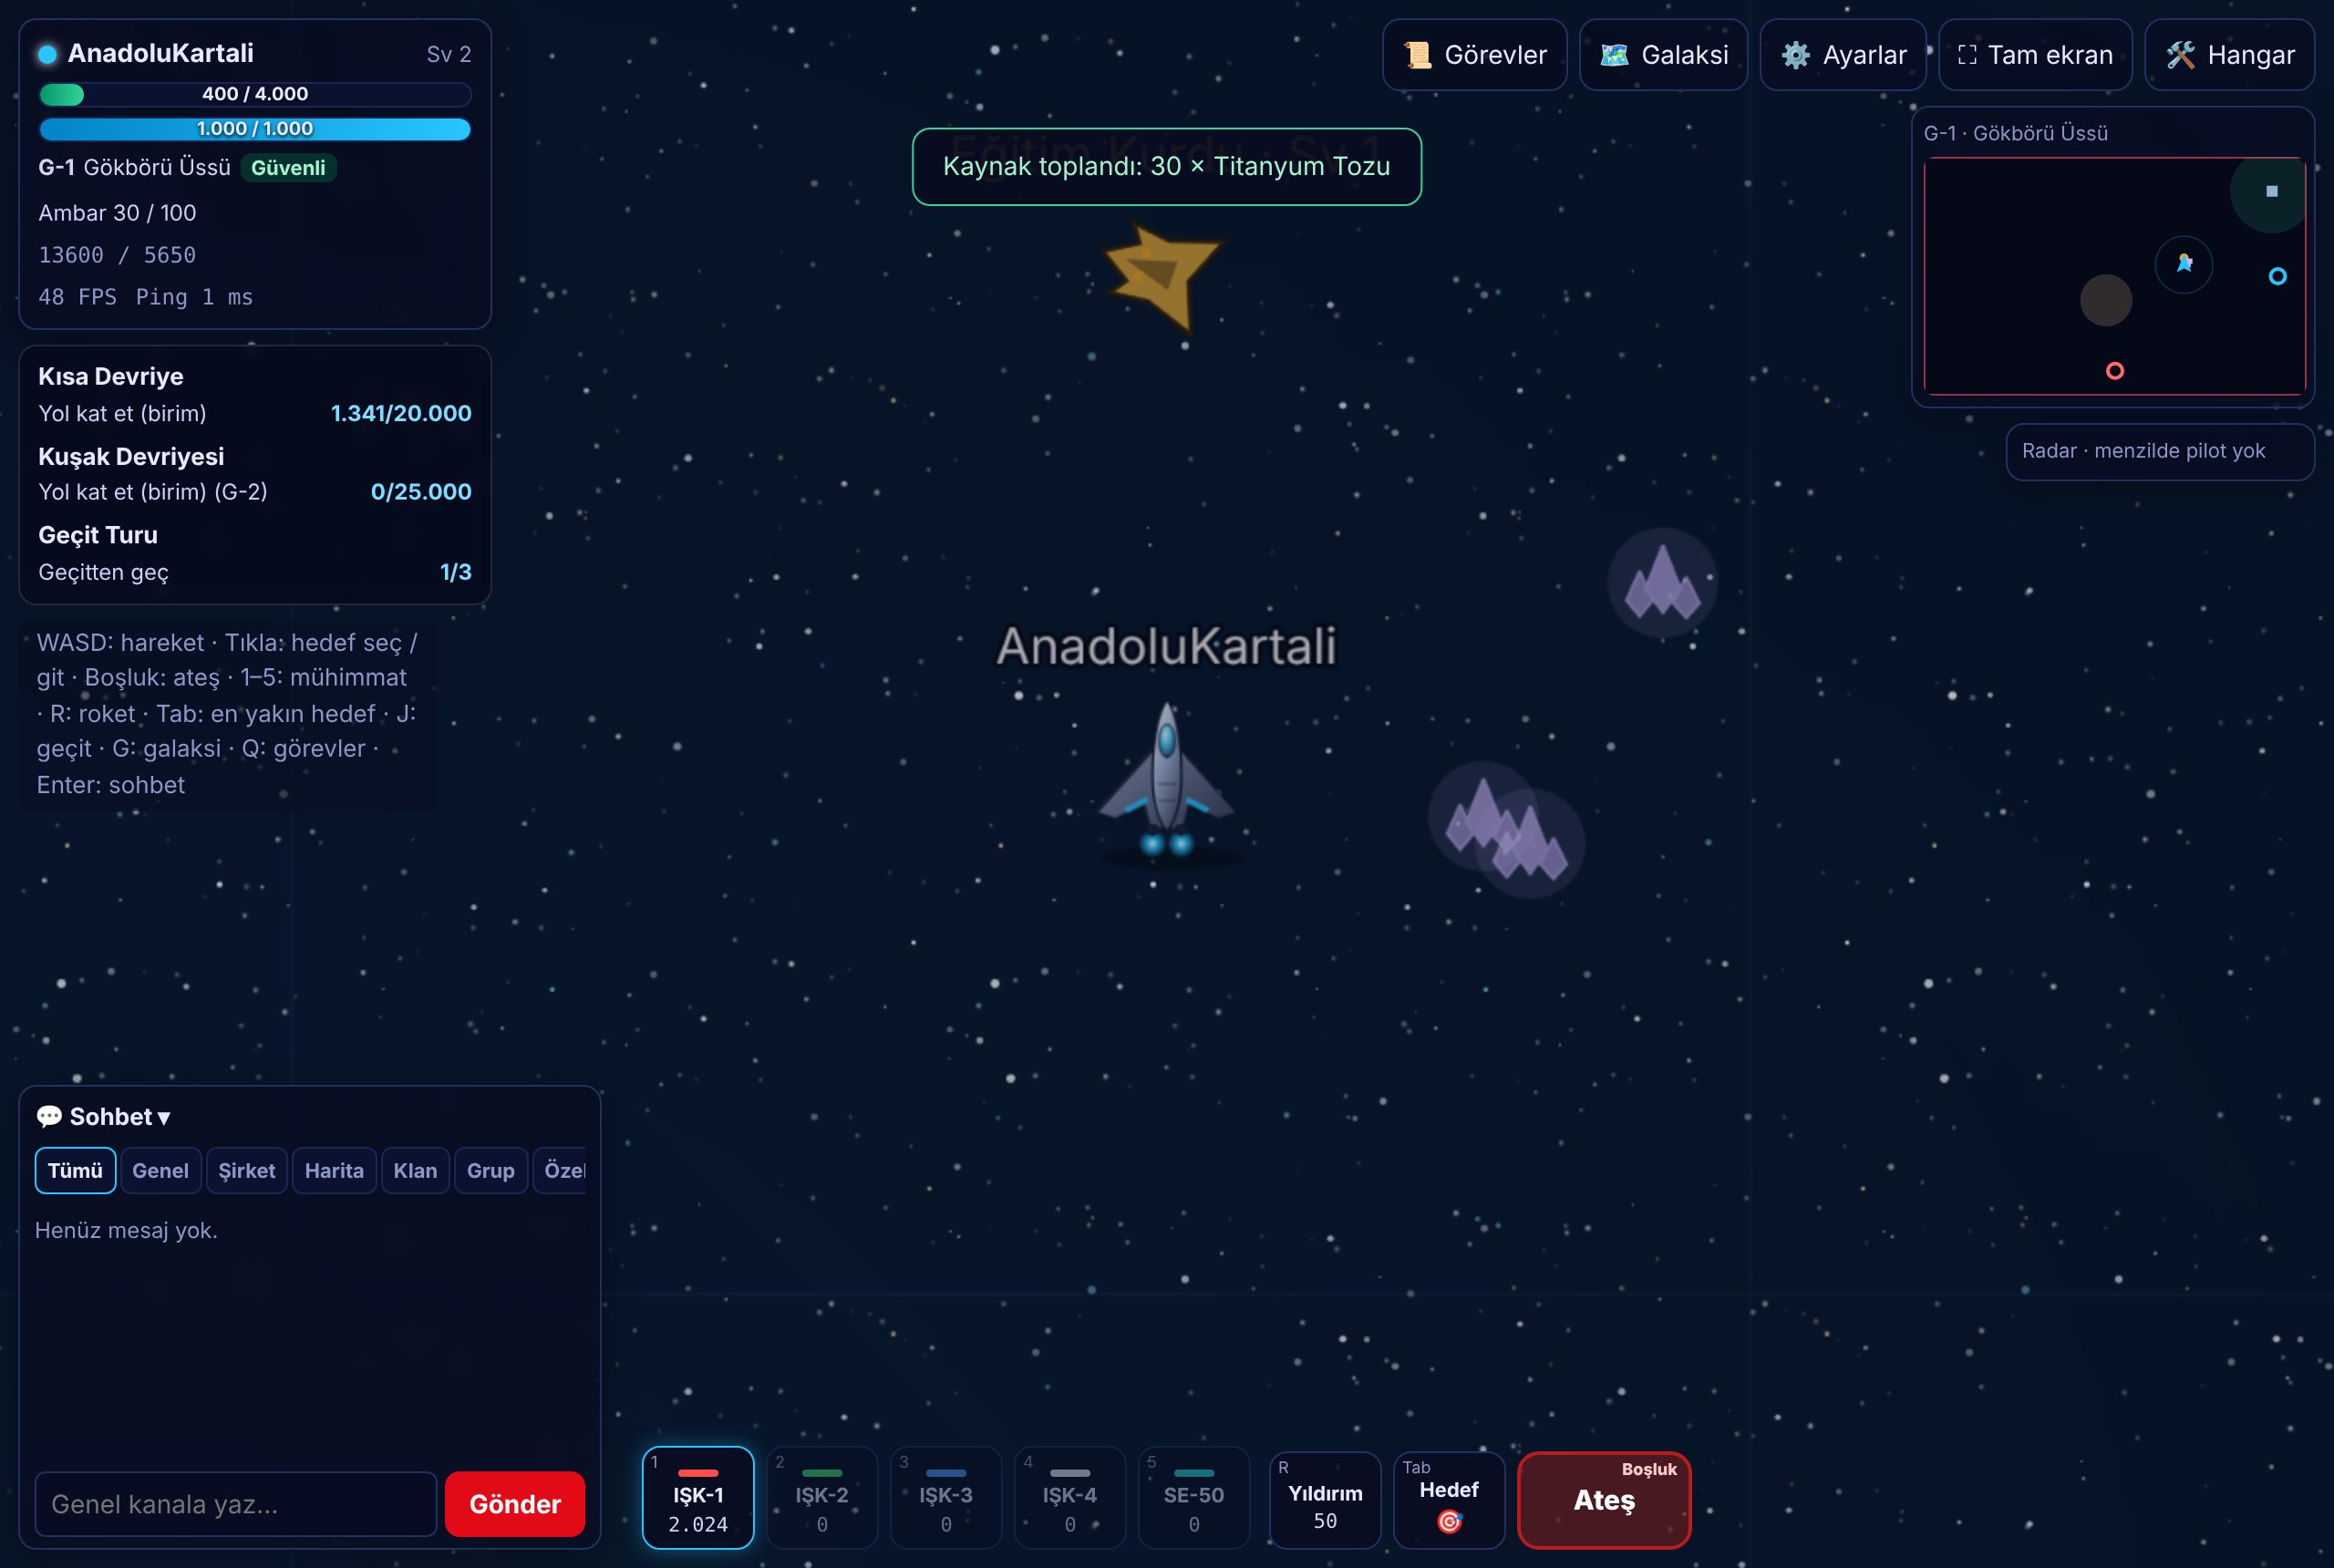 AnadoluKartali
Sv 2
400 / 4.000
1.000 / 1.000
G-1 Gökbörü Üssü Güvenli
Ambar 30 / 100
13600 / 5650
48 FPS Ping 1 ms
Kısa Devriye
Yol kat et (birim) 1.341/20.000
Kuşak Devriyesi
Yol kat et (birim) (G-2) 0/25.000
Geçit Turu
Geçitten geç 1/3
WASD: hareket · Tıkla: hedef seç /
git · Boşluk: ateş · 1–5: mühimmat
· R: roket · Tab: en yakın hedef · J:
geçit · G: galaksi · Q: görevler ·
Enter: sohbet
Görevler
Galaksi
Ayarlar
Tam ekran
Hangar
Eğitim Kurdu · Sv 1
Kaynak toplandı: 30 × Titanyum Tozu
G-1 · Gökbörü Üssü
Radar · menzilde pilot yok
AnadoluKartali
Sohbet ▾
Tümü Genel Şirket Harita Klan Grup Özel
Henüz mesaj yok.
Genel kanala yaz...
Gönder
1
IŞK-1
2.024
2
IŞK-2
0
3
IŞK-3
0
4
IŞK-4
0
5
SE-50
0
R
Yıldırım
50
Tab
Hedef
Boşluk
Ateş